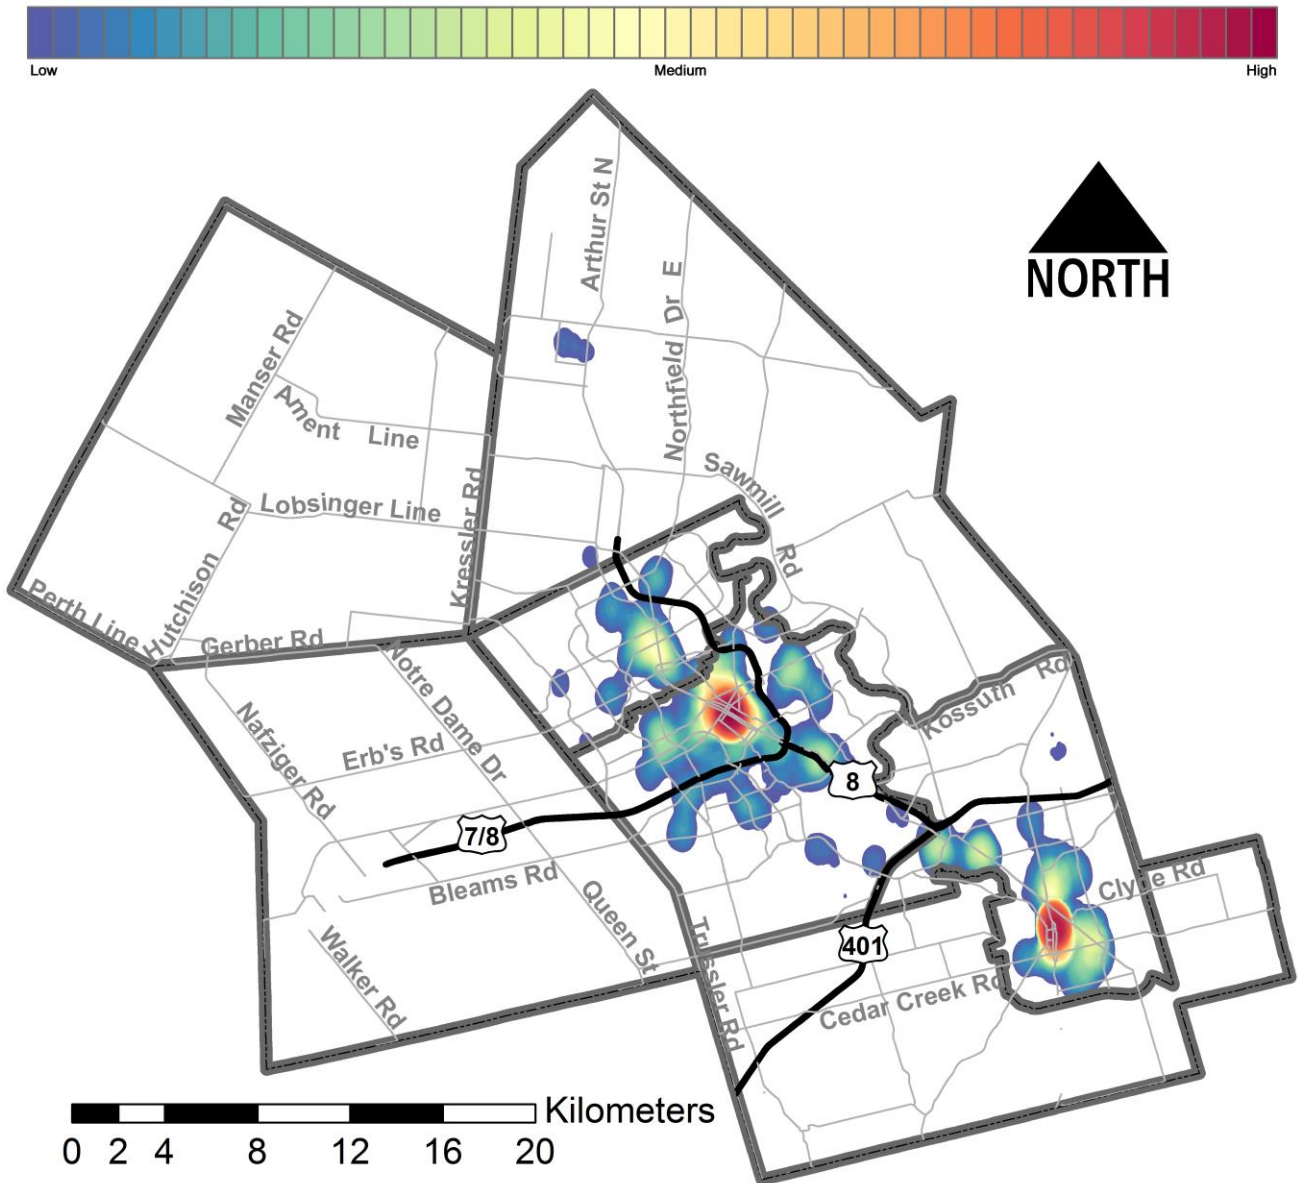 Low Medium High
NORTH
Arthur St N
Northfield Dr E
Manser Rd
Ament Line
Sawmill Rd
Lobsinger Line
Kressler Rd
Hutchison Rd
Perth Line
Gerber Rd
Notre Dame Dr
Kossuth Rd
Nafziger Rd
Erb's Rd
8
7/8
Bleams Rd
Queen St
Clyde Rd
Trussler Rd
401
Walker Rd
Cedar Creek Rd
Kilometers
0 2 4 8 12 16 20